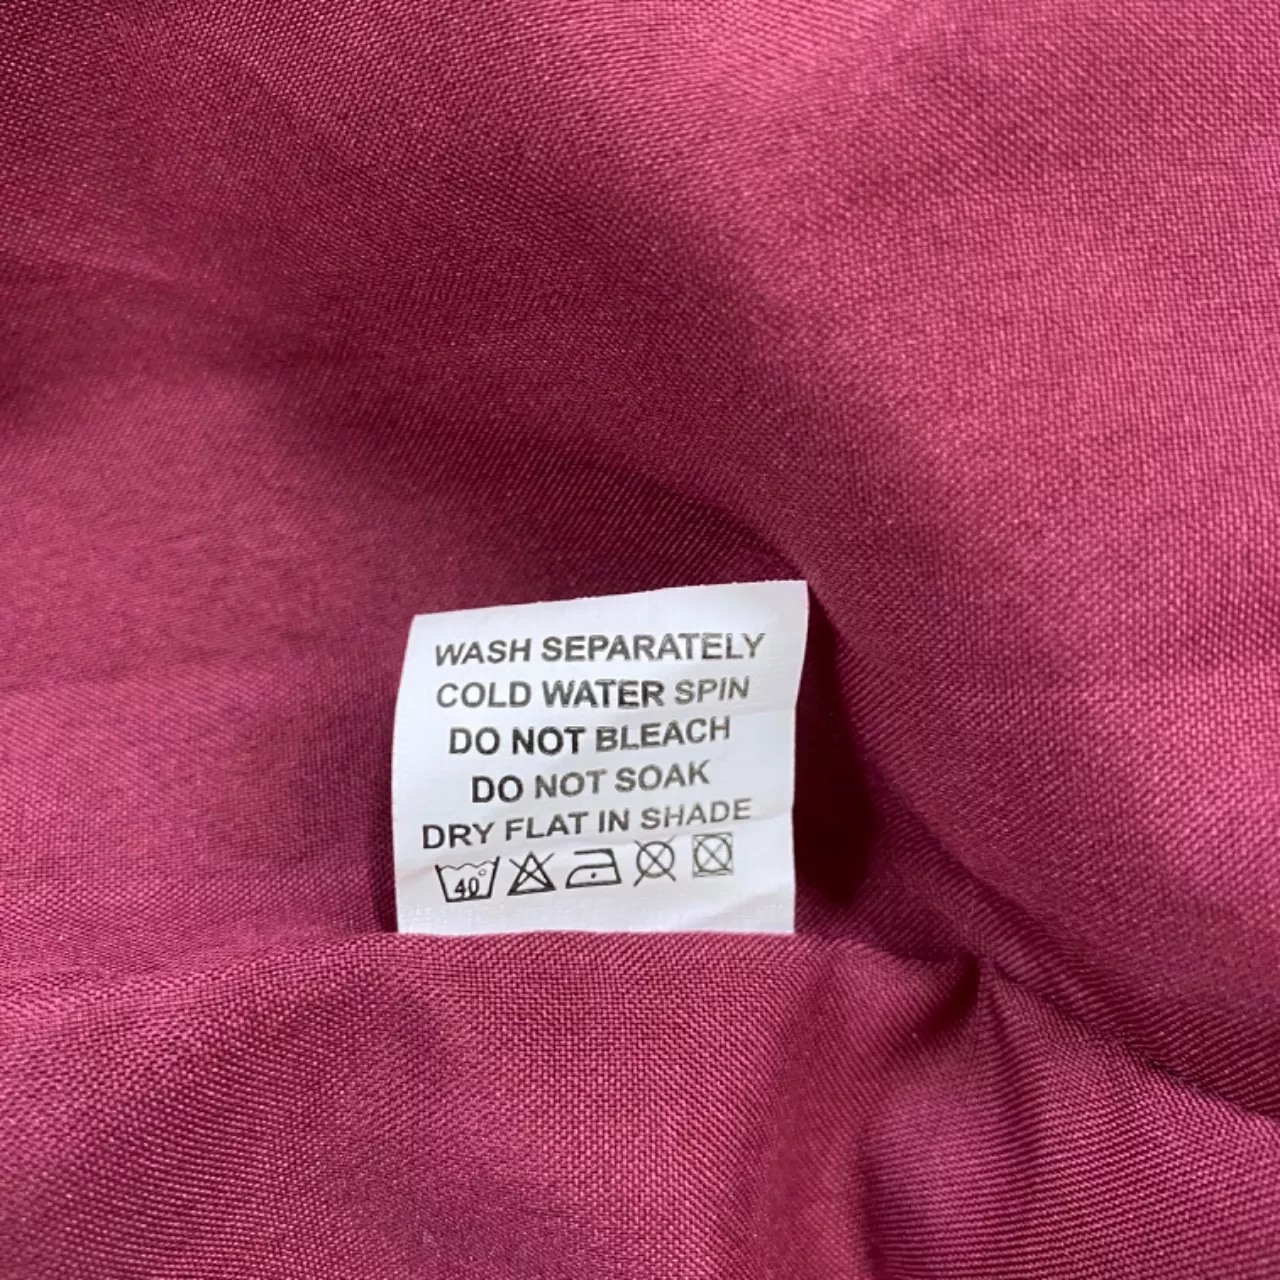 WASH SEPARATELY
COLD WATER SPIN
DO NOT BLEACH
DO NOT SOAK
DRY FLAT IN SHADE
40°